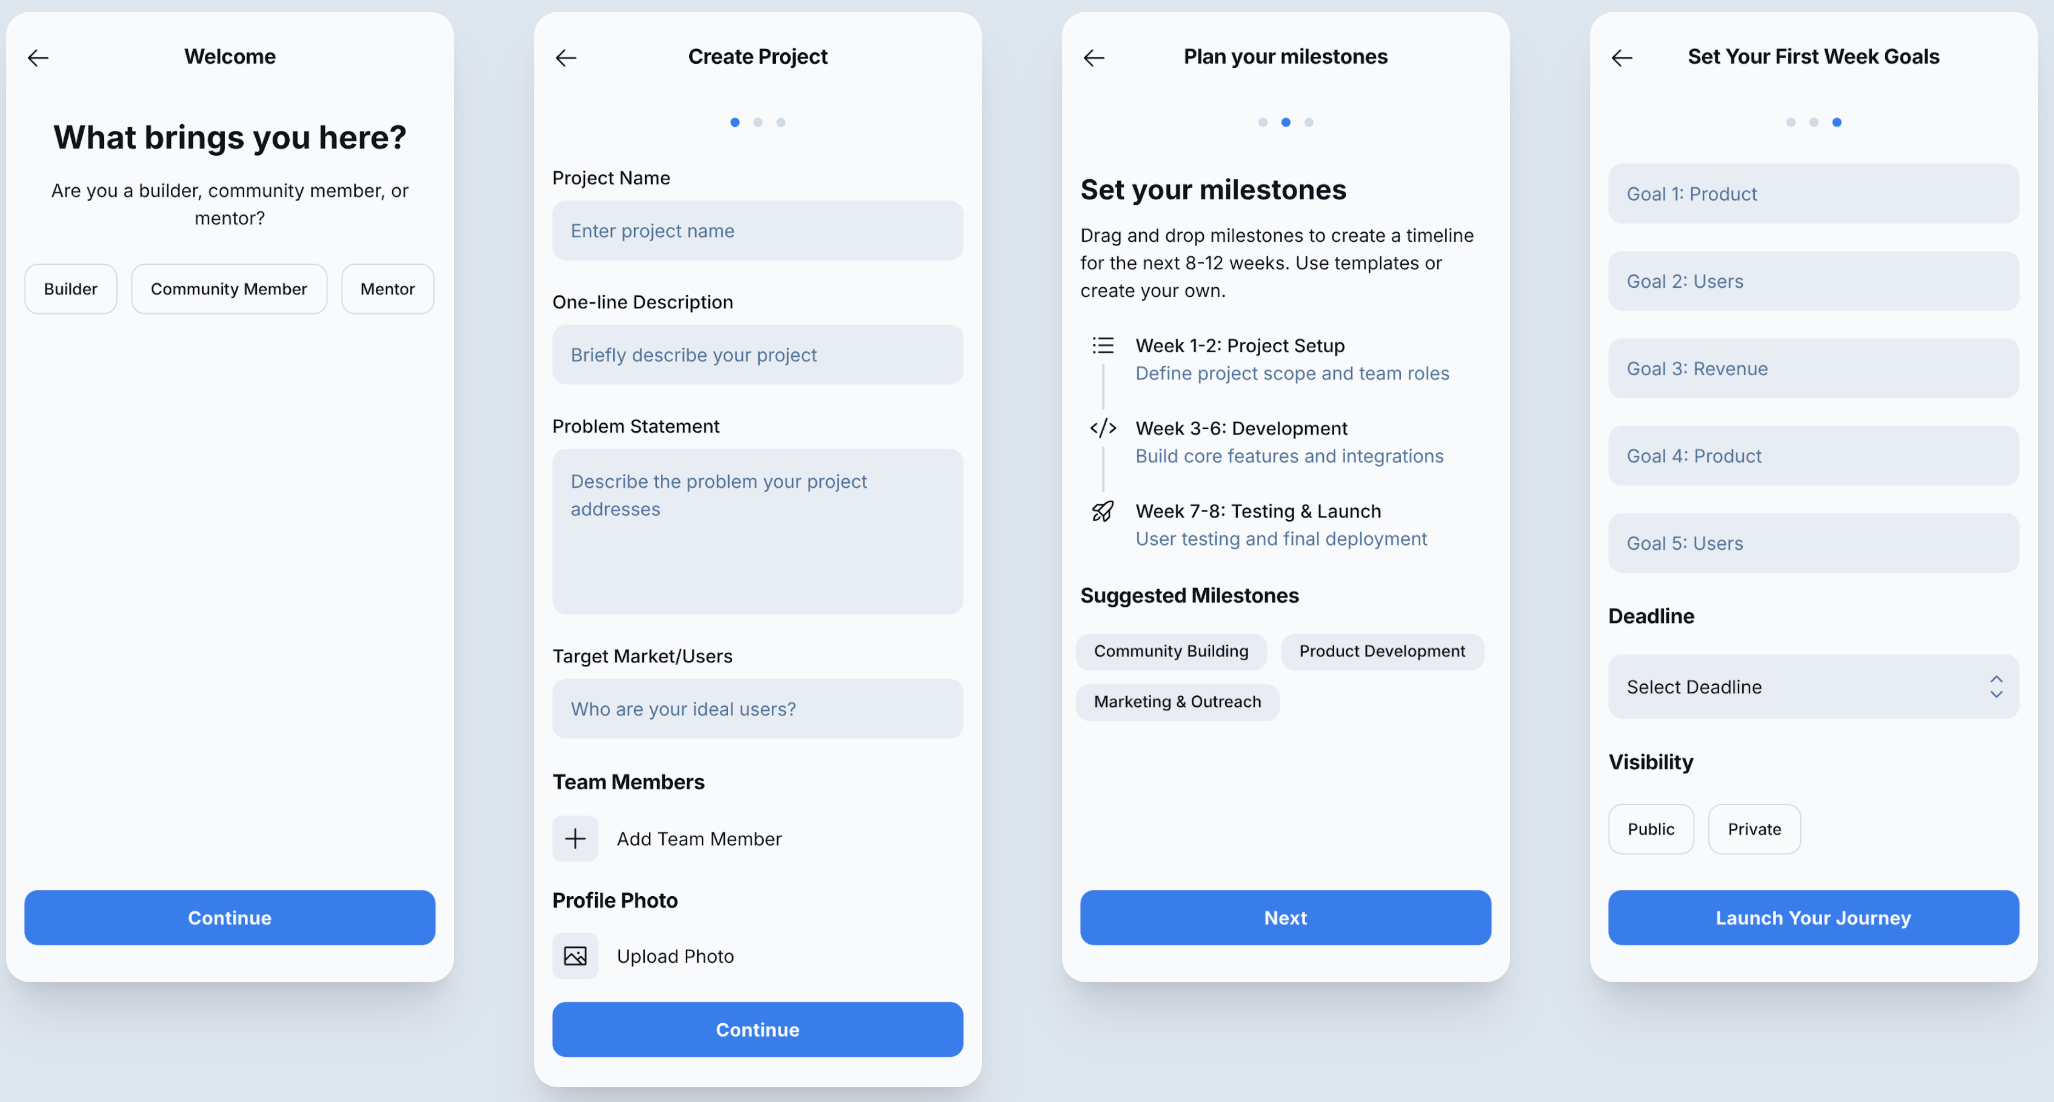 Welcome
What brings you here?
Are you a builder, community member, or
mentor?
Builder
Community Member
Mentor
Continue
Create Project
Project Name
Enter project name
One-line Description
Briefly describe your project
Problem Statement
Describe the problem your project
addresses
Target Market/Users
Who are your ideal users?
Team Members
Add Team Member
Profile Photo
Upload Photo
Continue
Plan your milestones
Set your milestones
Drag and drop milestones to create a timeline
for the next 8-12 weeks. Use templates or
create your own.
Week 1-2: Project Setup
Define project scope and team roles
Week 3-6: Development
Build core features and integrations
Week 7-8: Testing & Launch
User testing and final deployment
Suggested Milestones
Community Building
Product Development
Marketing & Outreach
Next
Set Your First Week Goals
Goal 1: Product
Goal 2: Users
Goal 3: Revenue
Goal 4: Product
Goal 5: Users
Deadline
Select Deadline
Visibility
Public
Private
Launch Your Journey